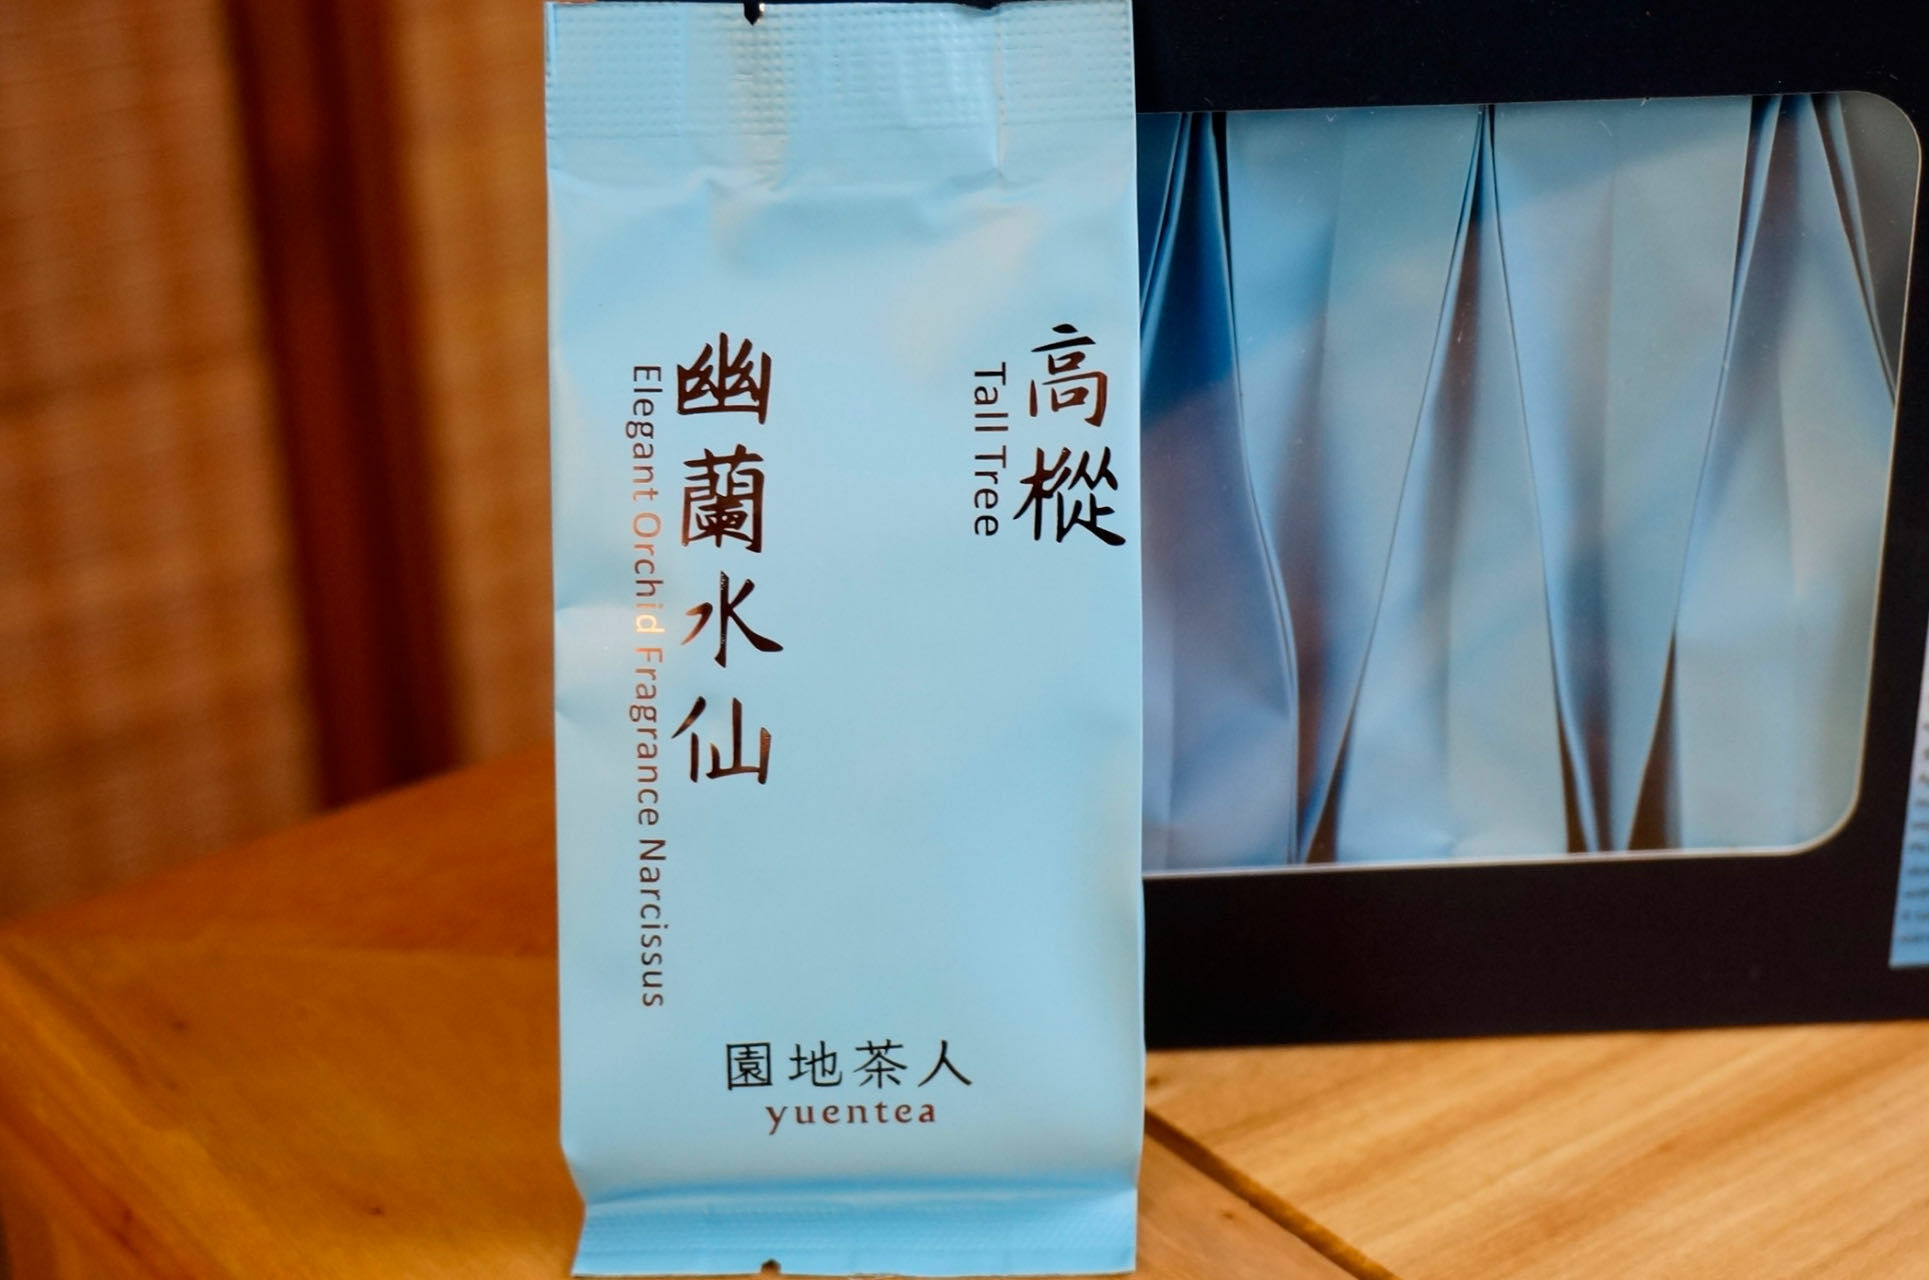 高樅
Tall Tree
幽蘭水仙
Elegant Orchid Fragrance Narcissus
園地茶人
yuentea